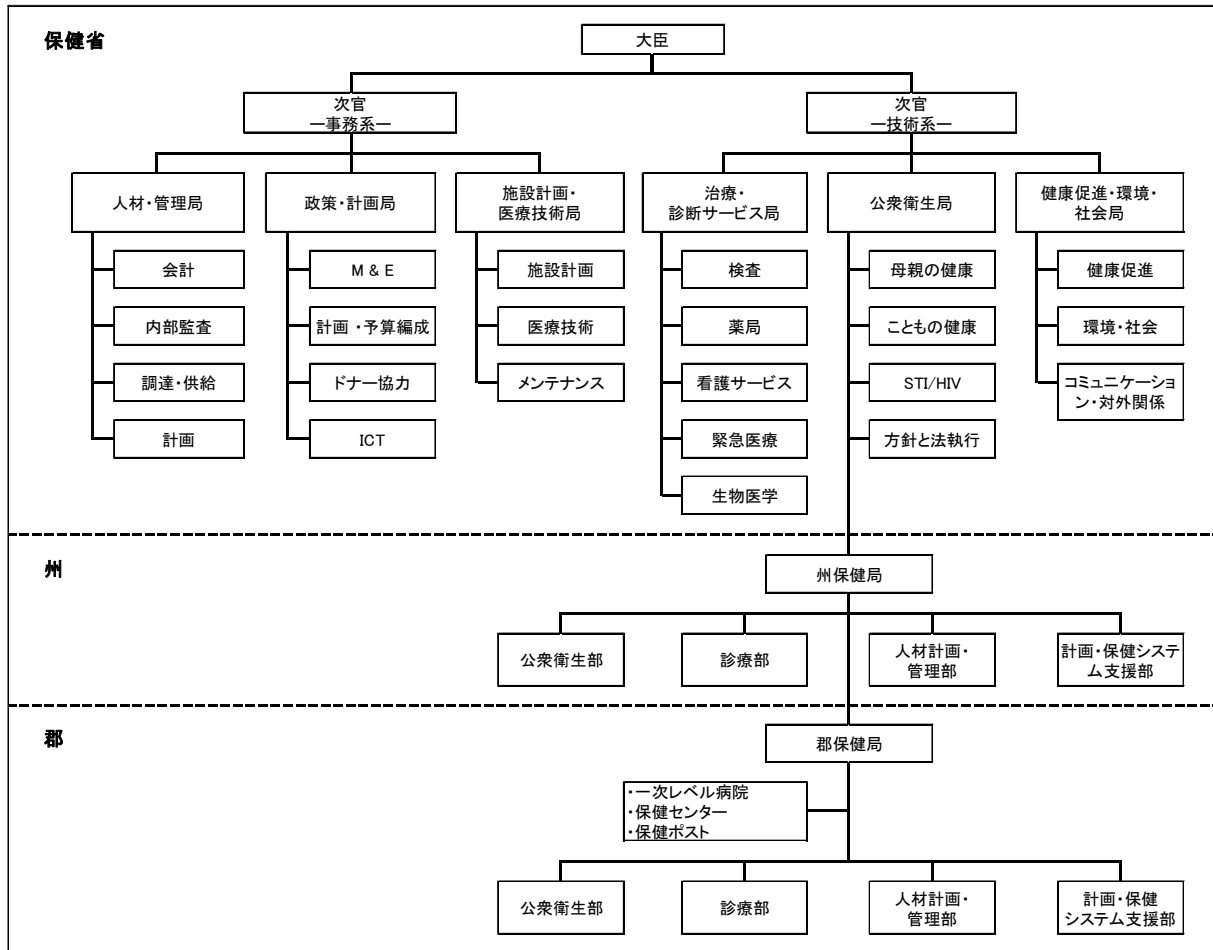 保健省
大臣
次官
―事務系―
次官
―技術系―
人材・管理局
政策・計画局
施設計画・
医療技術局
治療・
診断サービス局
公衆衛生局
健康促進・環境・
社会局
会計
M & E
施設計画
検査
母親の健康
健康促進
内部監査
計画・予算編成
医療技術
薬局
こどもの健康
環境・社会
調達・供給
ドナー協力
メンテナンス
看護サービス
STI/HIV
コミュニケーショ
ン・対外関係
計画
ICT
緊急医療
方針と法執行
生物医学
州
州保健局
公衆衛生部
診療部
人材計画・
管理部
計画・保健システ
ム支援部
郡
郡保健局
・一次レベル病院
・保健センター
・保健ポスト
公衆衛生部
診療部
人材計画・
管理部
計画・保健
システム支援部